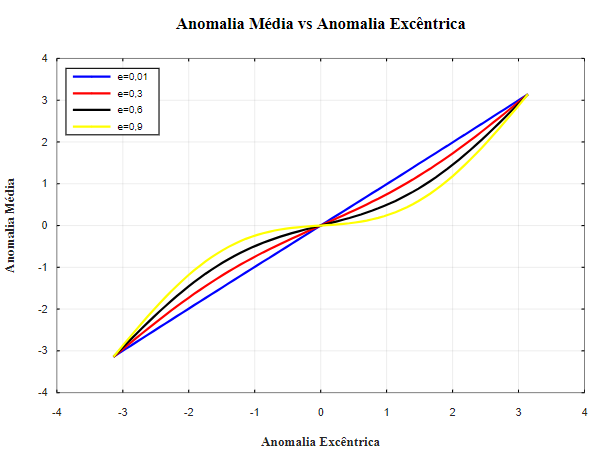 Anomalia Média vs Anomalia Excêntrica
4
3
2
1
0
-1
-2
-3
-4
e=0,01
e=0,3
e=0,6
e=0,9
Anomalia Média
-4 -3 -2 -1 0 1 2 3 4
Anomalia Excêntrica